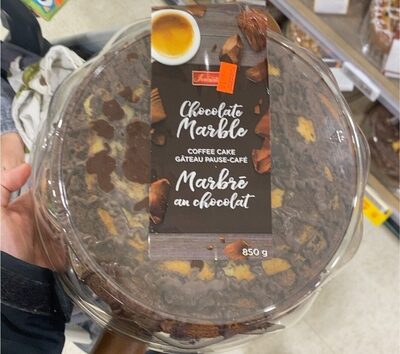 Chocolate
Marble
COFFEE CAKE
GÂTEAU PAUSE-CAFÉ
Marbré
au chocolat
850 g